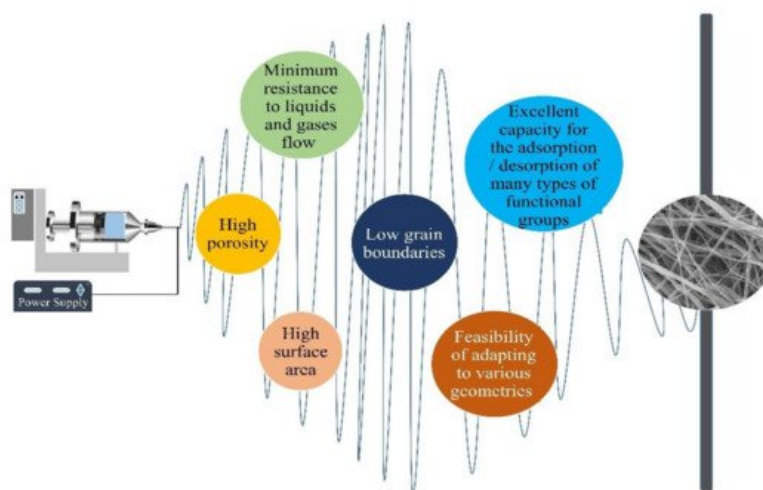 Minimum
resistance
to liquids
and gases
flow
Excellent
capacity for
the adsorption
/ desorption of
many types of
functional
groups
High
porosity
Low grain
boundaries
Power Supply
High
surface
area
Feasibility
of adapting
to various
geometries